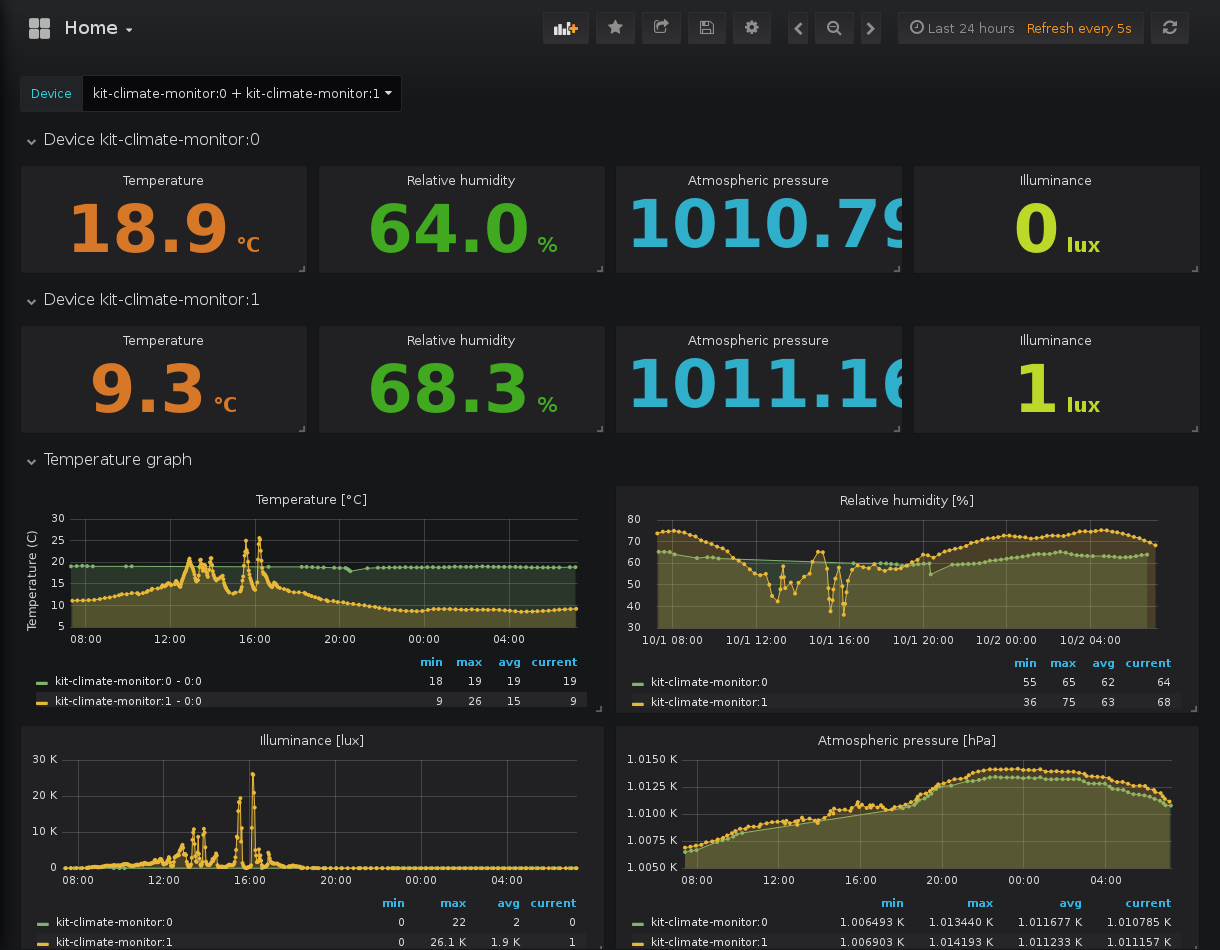 Home
Last 24 hours Refresh every 5s
Device kit-climate-monitor:0 + kit-climate-monitor:1
Device kit-climate-monitor:0
Temperature Relative humidity Atmospheric pressure Illuminance
18.9 °C 64.0 % 1010.79 0 lux
Device kit-climate-monitor:1
Temperature Relative humidity Atmospheric pressure Illuminance
9.3 °C 68.3 % 1011.16 1 lux
Temperature graph
Temperature [°C]
Temperature (C)
30
25
20
15
10
5
08:00 12:00 16:00 20:00 00:00 04:00
min max avg current
kit-climate-monitor:0 - 0:0 18 19 19 19
kit-climate-monitor:1 - 0:0 9 26 15 9
Relative humidity [%]
80
70
60
50
40
30
10/1 08:00 10/1 12:00 10/1 16:00 10/1 20:00 10/2 00:00 10/2 04:00
min max avg current
kit-climate-monitor:0 55 65 62 64
kit-climate-monitor:1 36 75 63 68
Illuminance [lux]
30 K
20 K
10 K
0
08:00 12:00 16:00 20:00 00:00 04:00
min max avg current
kit-climate-monitor:0 0 22 2 0
kit-climate-monitor:1 0 26.1 K 1.9 K 1
Atmospheric pressure [hPa]
1.0150 K
1.0125 K
1.0100 K
1.0075 K
1.0050 K
08:00 12:00 16:00 20:00 00:00 04:00
min max avg current
kit-climate-monitor:0 1.006493 K 1.013440 K 1.011677 K 1.010785 K
kit-climate-monitor:1 1.006903 K 1.014193 K 1.011233 K 1.011157 K